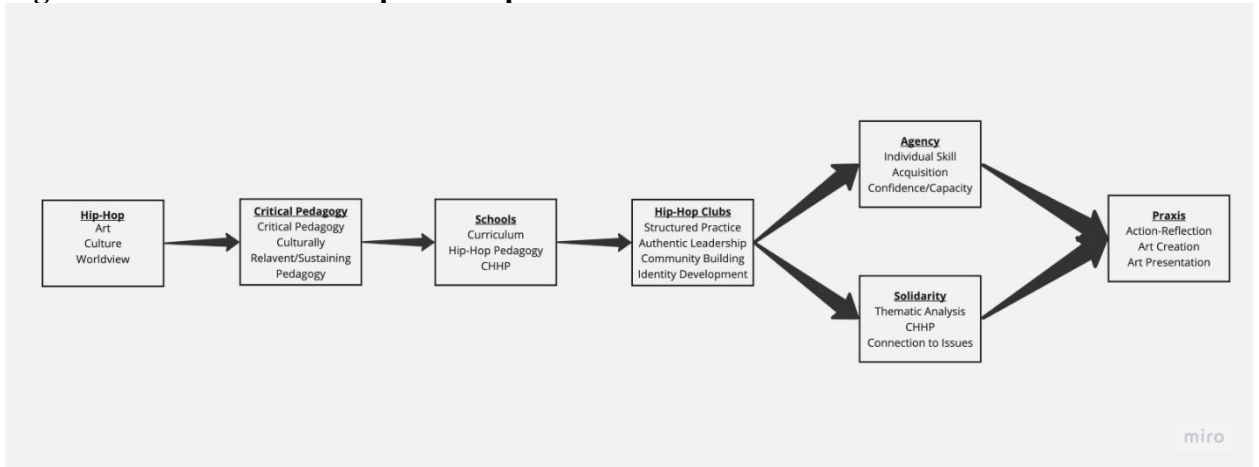 Hip-Hop
Art
Culture
Worldview
Critical Pedagogy
Critical Pedagogy
Culturally
Relavent/Sustaining
Pedagogy
Schools
Curriculum
Hip-Hop Pedagogy
CHHP
Hip-Hop Clubs
Structured Practice
Authentic Leadership
Community Building
Identity Development
Agency
Individual Skill
Acquisition
Confidence/Capacity
Solidarity
Thematic Analysis
CHHP
Connection to Issues
Praxis
Action-Reflection
Art Creation
Art Presentation
miro